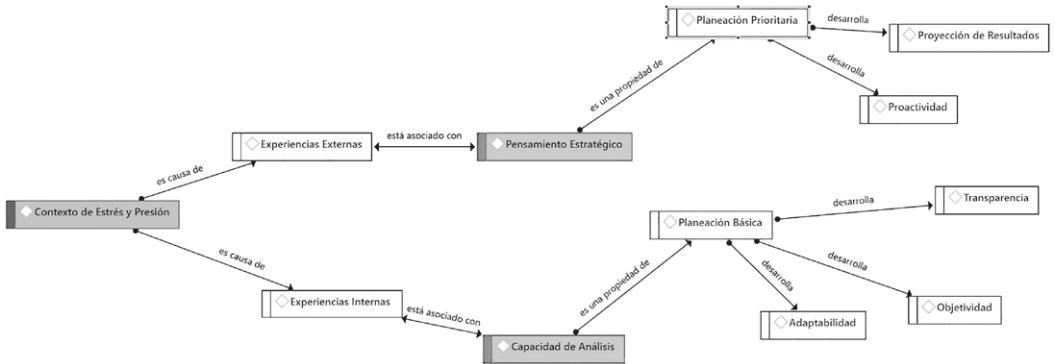 Planeación Prioritaria
desarrolla
Proyección de Resultados
desarrolla
es una propiedad de
Proactividad
Experiencias Externas
está asociado con
Pensamiento Estratégico
es causa de
Contexto de Estrés y Presión
es causa de
Experiencias Internas
está asociado con
Capacidad de Análisis
es una propiedad de
Planeación Básica
desarrolla
Transparencia
desarrolla
Objetividad
desarrolla
Adaptabilidad